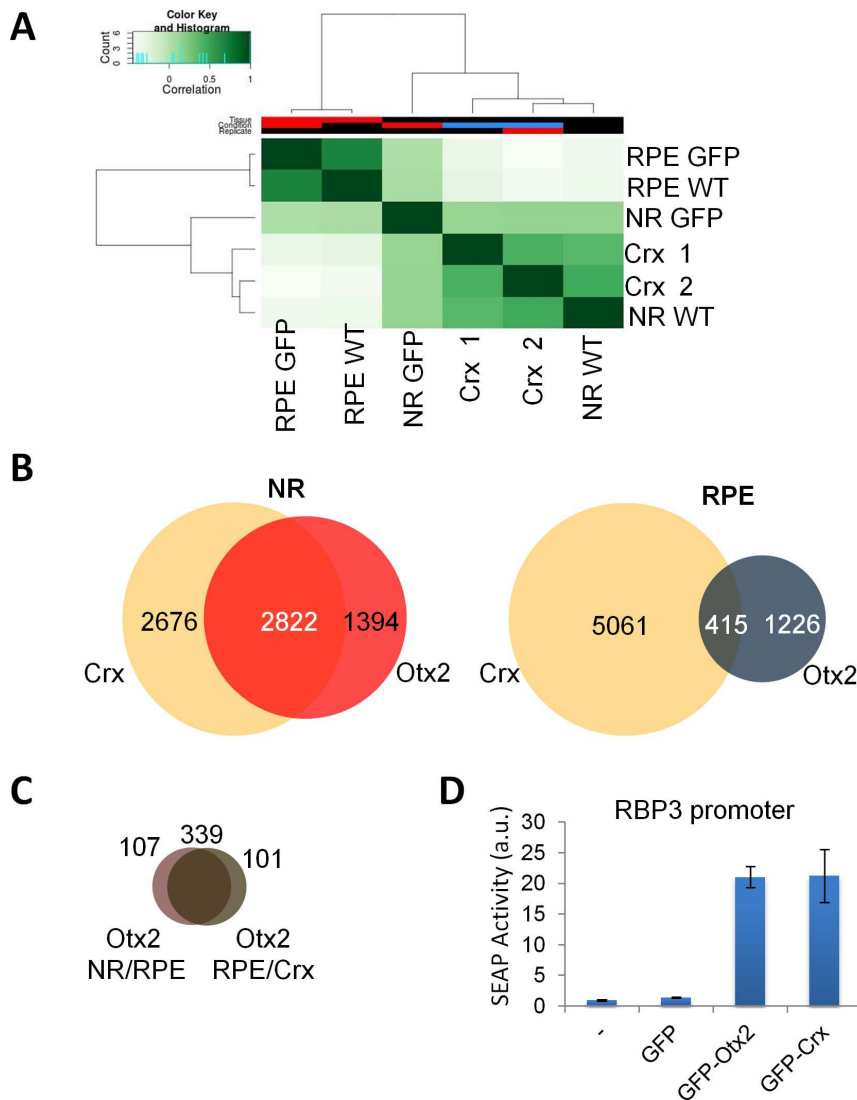 A
Color Key
and Histogram
Count
0 3 6
0 0.5 1
Correlation
Tissue
Condition
Replicate
RPE GFP
RPE WT
NR GFP
Crx 1
Crx 2
NR WT
RPE GFP
RPE WT
NR GFP
Crx 1
Crx 2
NR WT
B
NR
RPE
2676
2822
1394
5061
415
1226
Crx
Otx2
Crx
Otx2
C
107
339
101
Otx2
NR/RPE
Otx2
RPE/Crx
D
RBP3 promoter
SEAP Activity (a.u.)
30
25
20
15
10
5
0
-
GFP
GFP-Otx2
GFP-Crx